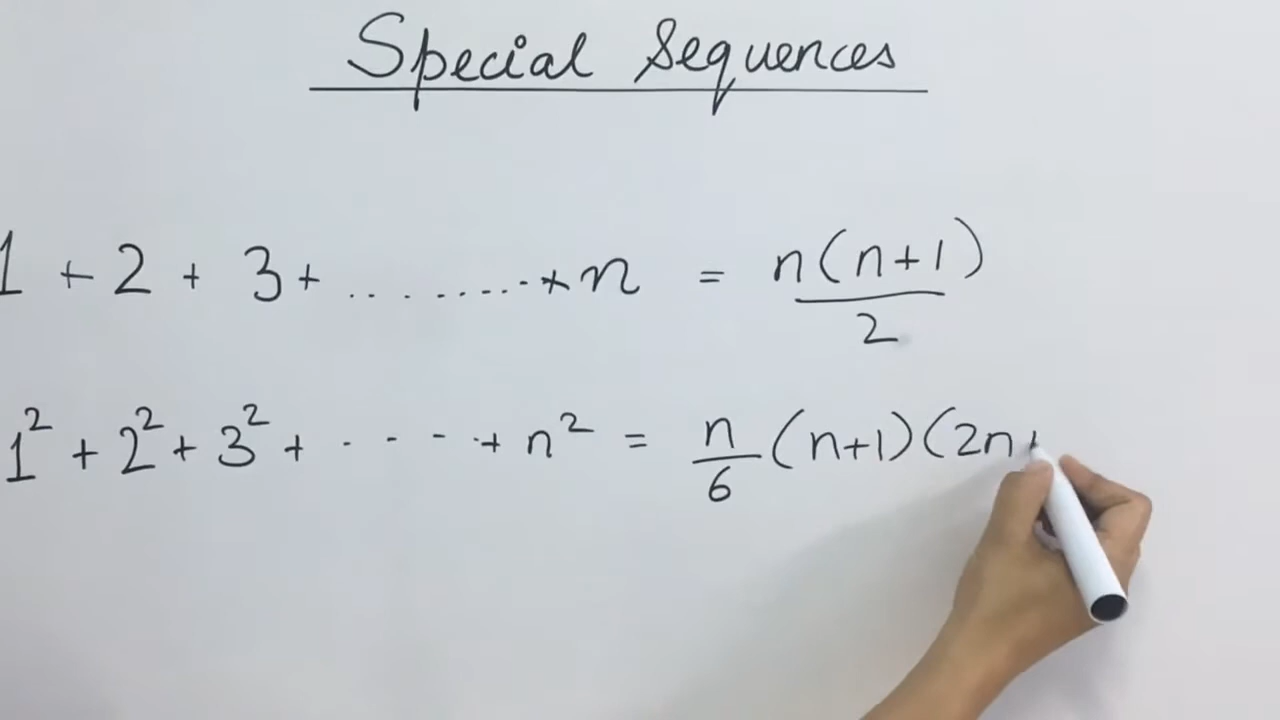 Special Sequences
1 + 2 + 3 + .. . ...... + n = n(n+1)/2
1² + 2² + 3² + - - - - + n² = n/6 (n+1)(2n